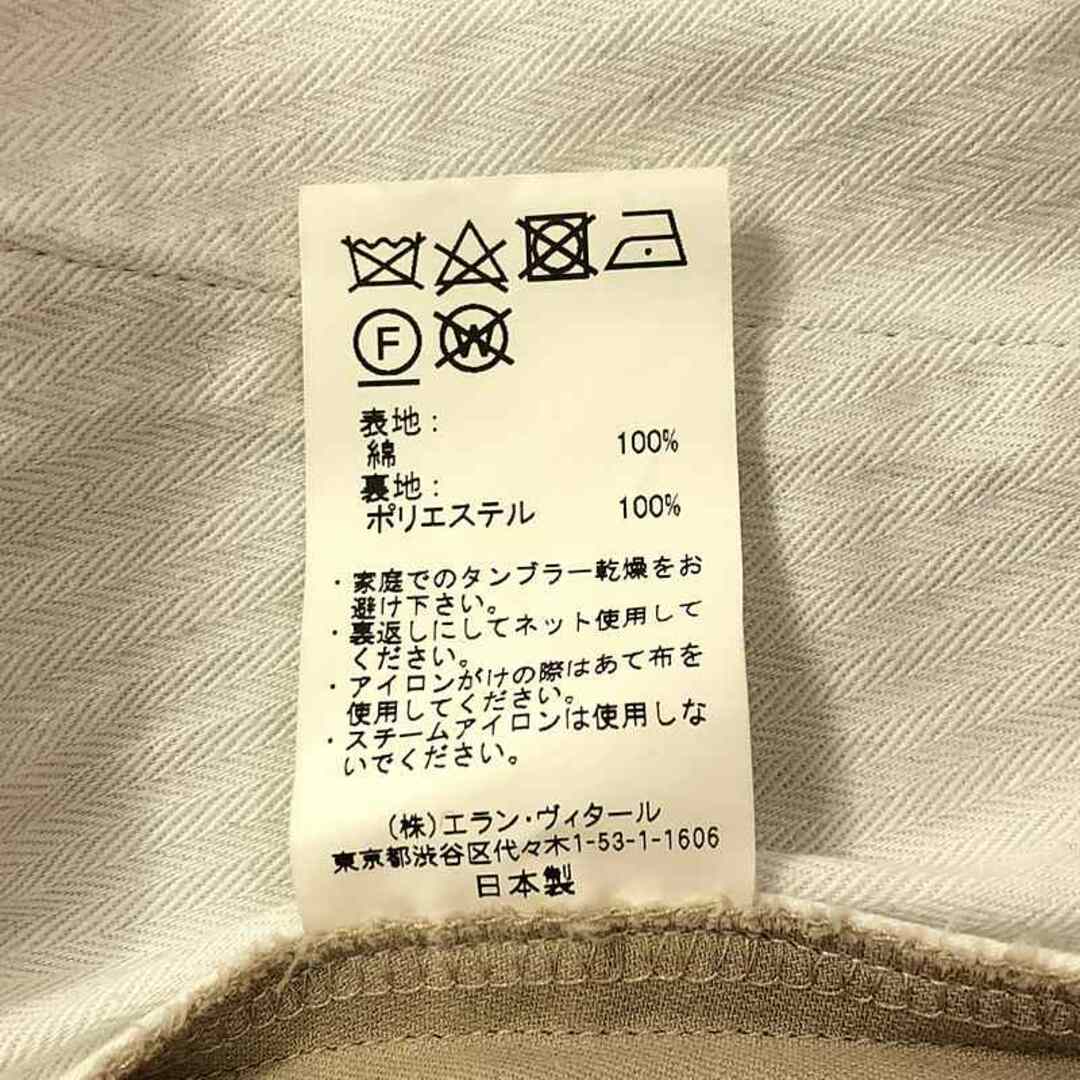 F W
表地:
綿 100%
裏地:
ポリエステル 100%
・家庭でのタンブラー乾燥をお
避け下さい。
・裏返しにしてネット使用して
ください。
・アイロンがけの際はあて布を
使用してください。
・スチームアイロンは使用しな
いでください。
(株)エラン・ヴィタール
東京都渋谷区代々木1-53-1-1606
日本製